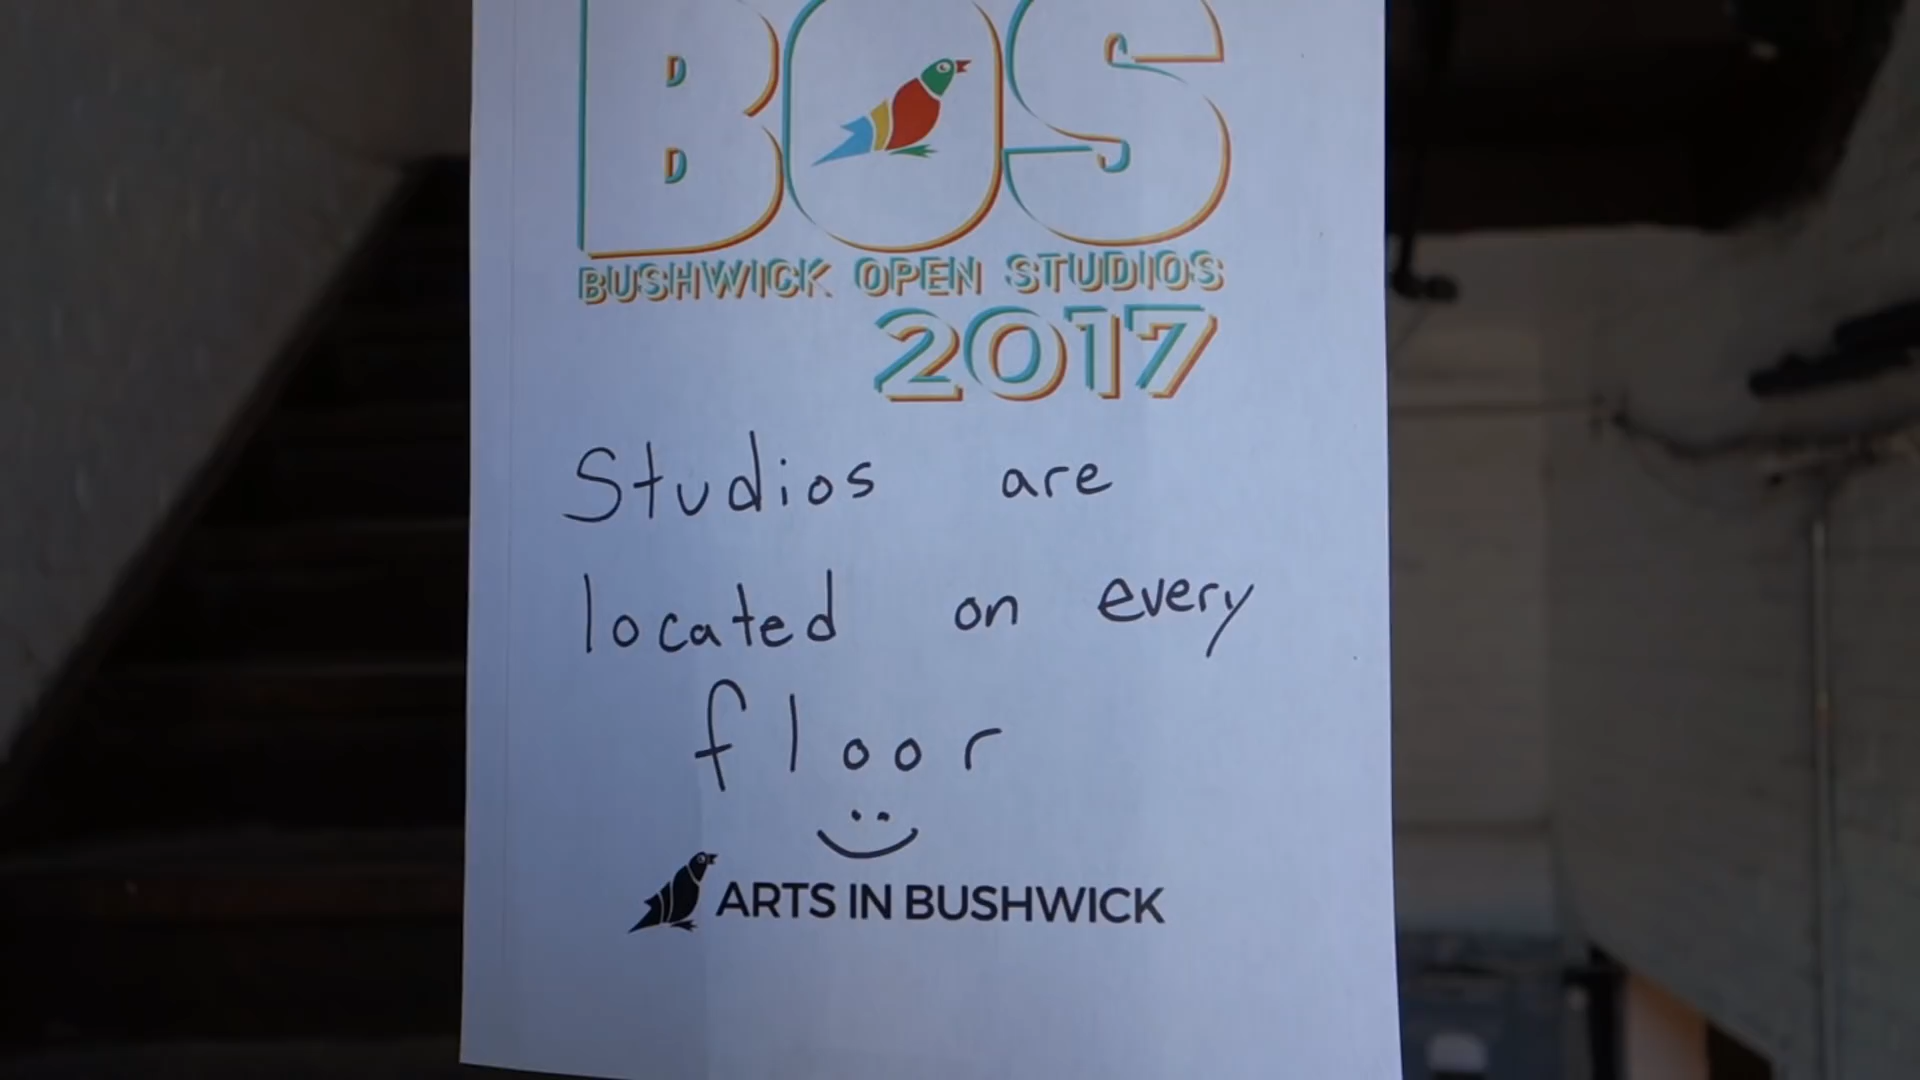 BOS
BUSHWICK OPEN STUDIOS
2017
Studios are
located on every
floor
ARTS IN BUSHWICK